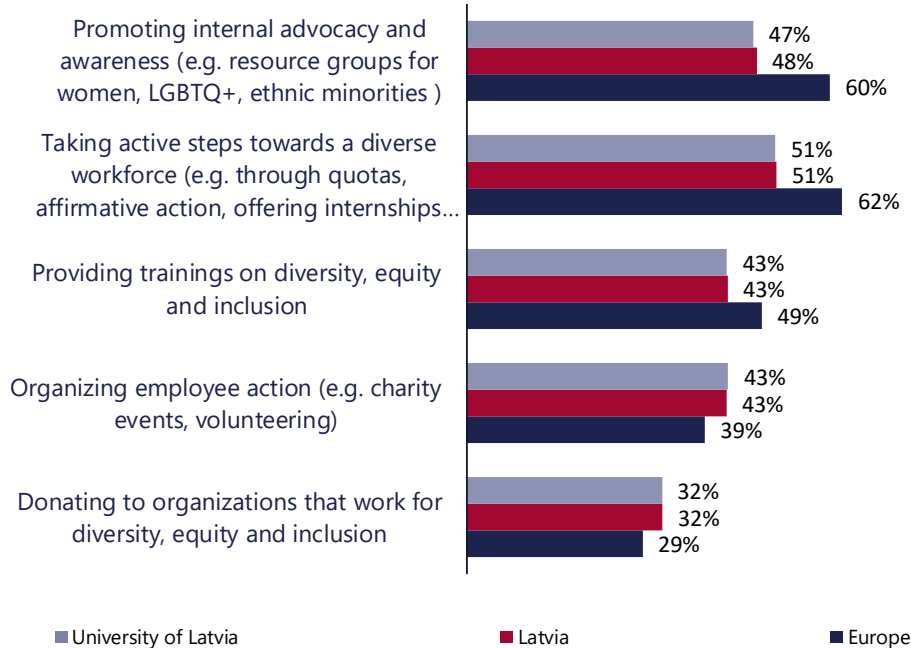 Promoting internal advocacy and
awareness (e.g. resource groups for
women, LGBTQ+, ethnic minorities )
47%
48%
60%
Taking active steps towards a diverse
workforce (e.g. through quotas,
affirmative action, offering internships...
51%
51%
62%
Providing trainings on diversity, equity
and inclusion
43%
43%
49%
Organizing employee action (e.g. charity
events, volunteering)
43%
43%
39%
Donating to organizations that work for
diversity, equity and inclusion
32%
32%
29%
University of Latvia
Latvia
Europe